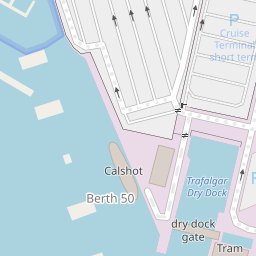 P
Cruise
Terminal
short term
Calshot
Berth 50
Trafalgar
Dry Dock
dry dock
gate
Tram